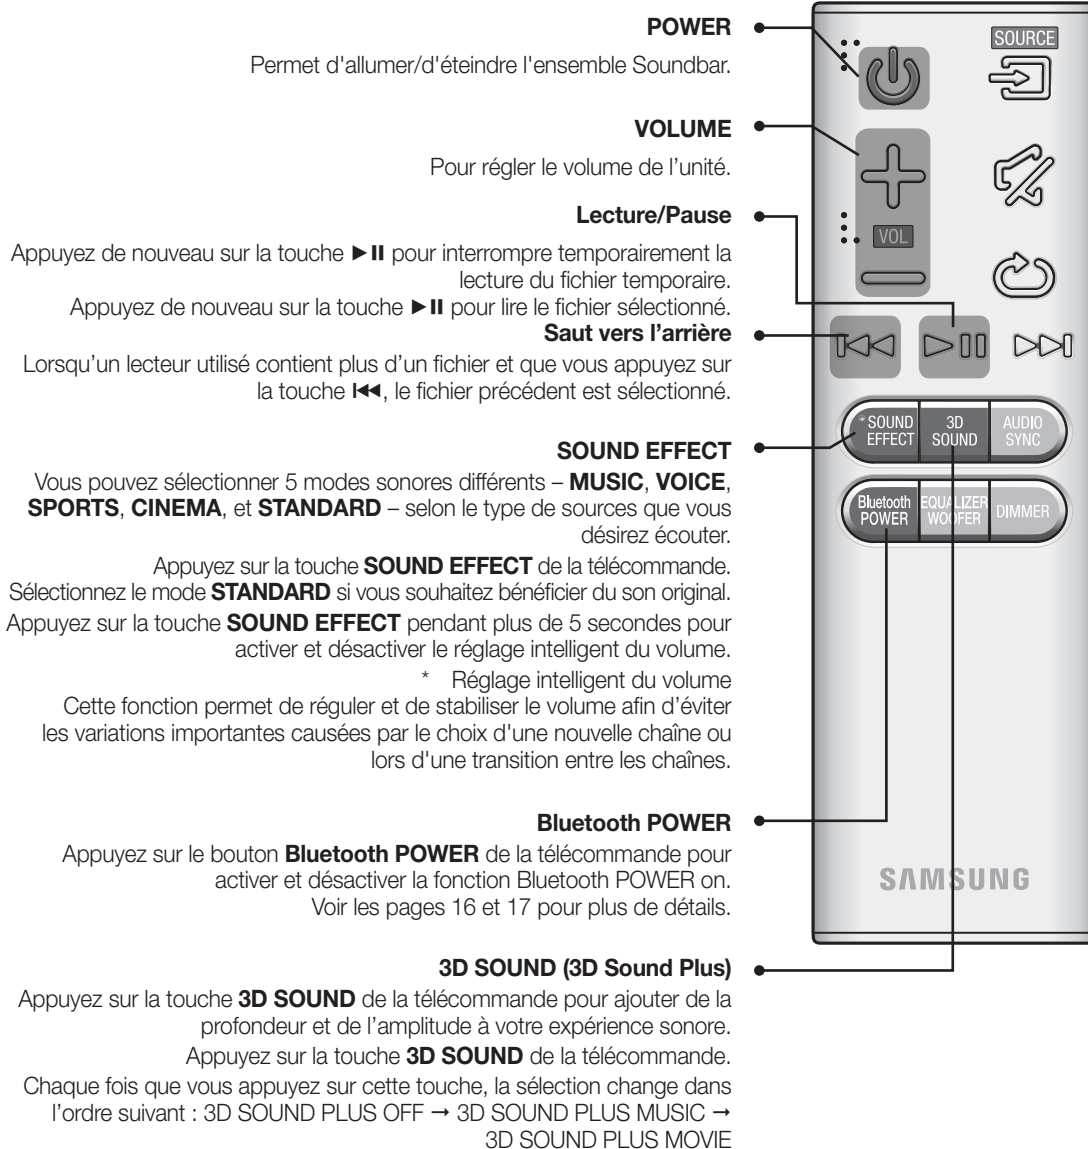 POWER
Permet d'allumer/d'éteindre l'ensemble Soundbar.
VOLUME
Pour régler le volume de l’unité.
Lecture/Pause
Appuyez de nouveau sur la touche ►II pour interrompre temporairement la
lecture du fichier temporaire.
Appuyez de nouveau sur la touche ►II pour lire le fichier sélectionné.
Saut vers l’arrière
Lorsqu’un lecteur utilisé contient plus d’un fichier et que vous appuyez sur
la touche I◄◄, le fichier précédent est sélectionné.
SOUND EFFECT
Vous pouvez sélectionner 5 modes sonores différents – MUSIC, VOICE,
SPORTS, CINEMA, et STANDARD – selon le type de sources que vous
désirez écouter.
Appuyez sur la touche SOUND EFFECT de la télécommande.
Sélectionnez le mode STANDARD si vous souhaitez bénéficier du son original.
Appuyez sur la touche SOUND EFFECT pendant plus de 5 secondes pour
activer et désactiver le réglage intelligent du volume.
* Réglage intelligent du volume
Cette fonction permet de réguler et de stabiliser le volume afin d’éviter
les variations importantes causées par le choix d'une nouvelle chaîne ou
lors d'une transition entre les chaînes.
Bluetooth POWER
Appuyez sur le bouton Bluetooth POWER de la télécommande pour
activer et désactiver la fonction Bluetooth POWER on.
Voir les pages 16 et 17 pour plus de détails.
3D SOUND (3D Sound Plus)
Appuyez sur la touche 3D SOUND de la télécommande pour ajouter de la
profondeur et de l’amplitude à votre expérience sonore.
Appuyez sur la touche 3D SOUND de la télécommande.
Chaque fois que vous appuyez sur cette touche, la sélection change dans
l’ordre suivant : 3D SOUND PLUS OFF → 3D SOUND PLUS MUSIC →
3D SOUND PLUS MOVIE
SOURCE
VOL
* SOUND
EFFECT
3D
SOUND
AUDIO
SYNC
Bluetooth
POWER
EQUALIZER
WOOFER
DIMMER
SAMSUNG